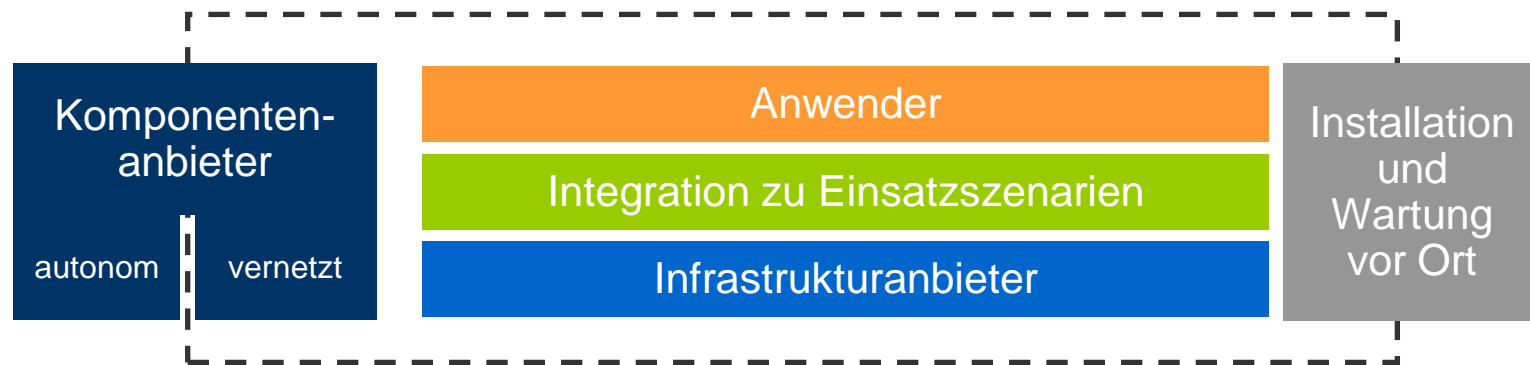 Komponenten-
anbieter
autonom
vernetzt
Anwender
Integration zu Einsatzszenarien
Infrastrukturanbieter
Installation
und
Wartung
vor Ort